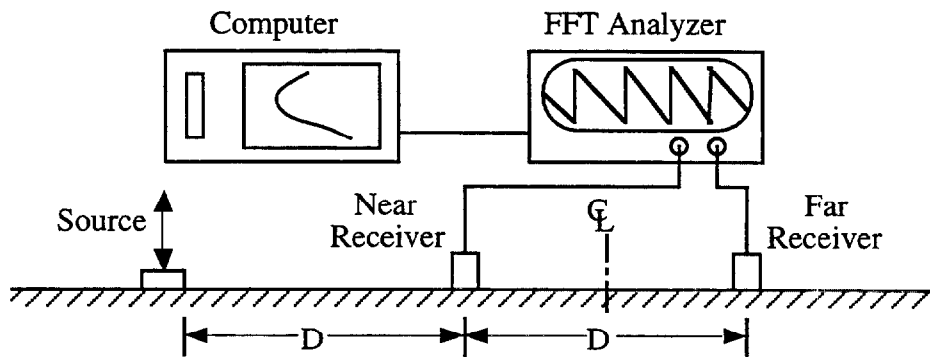 Computer
FFT Analyzer
Source
Near
Receiver
℄
Far
Receiver
D
D